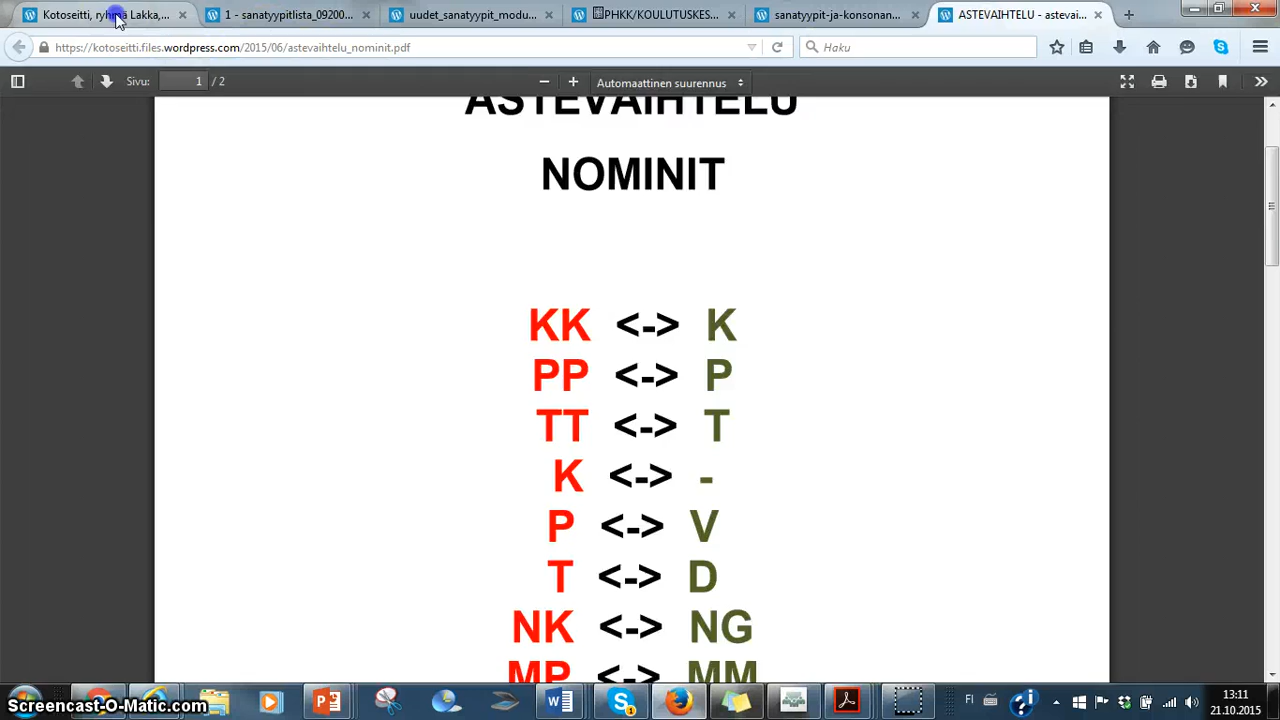 Kotoseitti, ryhmä Lakka,...
1 - sanatyypitlista_09200...
uudet_sanatyypit_modu...
PHKK/KOULUTUSKES...
sanatyypit-ja-konsonan...
ASTEVAIHTELU - astevai...
https://kotoseitti.files.wordpress.com/2015/06/astevaihtelu_nominit.pdf
Haku
Sivu: 1 / 2
Automaattinen suurennus
ASTEVAIHTELU
NOMINIT
KK <-> K
PP <-> P
TT <-> T
K <-> -
P <-> V
T <-> D
NK <-> NG
MP <-> MM
Screencast-O-Matic.com
FI
13:11
21.10.2015